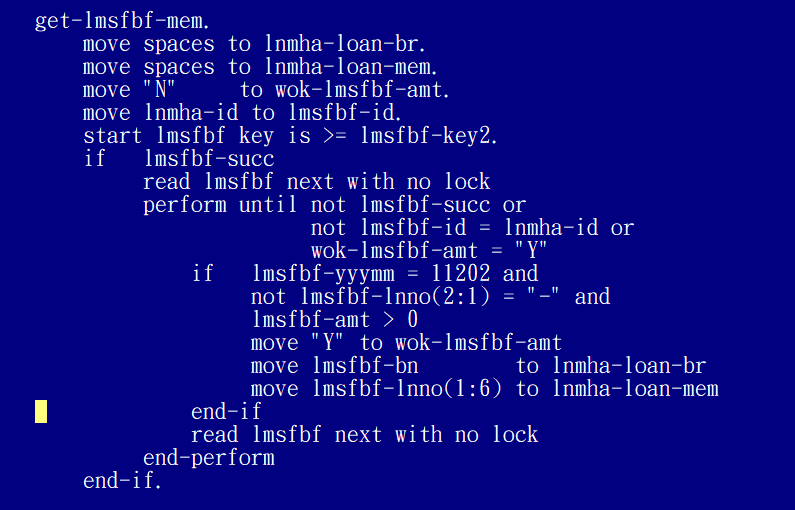 get-lmsfbf-mem.
move spaces to lnmha-loan-br.
move spaces to lnmha-loan-mem.
move "N" to wok-lmsfbf-amt.
move lnmha-id to lmsfbf-id.
start lmsfbf key is >= lmsfbf-key2.
if lmsfbf-succ
read lmsfbf next with no lock
perform until not lmsfbf-succ or
not lmsfbf-id = lnmha-id or
wok-lmsfbf-amt = "Y"
if lmsfbf-yyymm = 11202 and
not lmsfbf-lnno(2:1) = "-" and
lmsfbf-amt > 0
move "Y" to wok-lmsfbf-amt
move lmsfbf-bn to lnmha-loan-br
move lmsfbf-lnno(1:6) to lnmha-loan-mem
end-if
read lmsfbf next with no lock
end-perform
end-if.